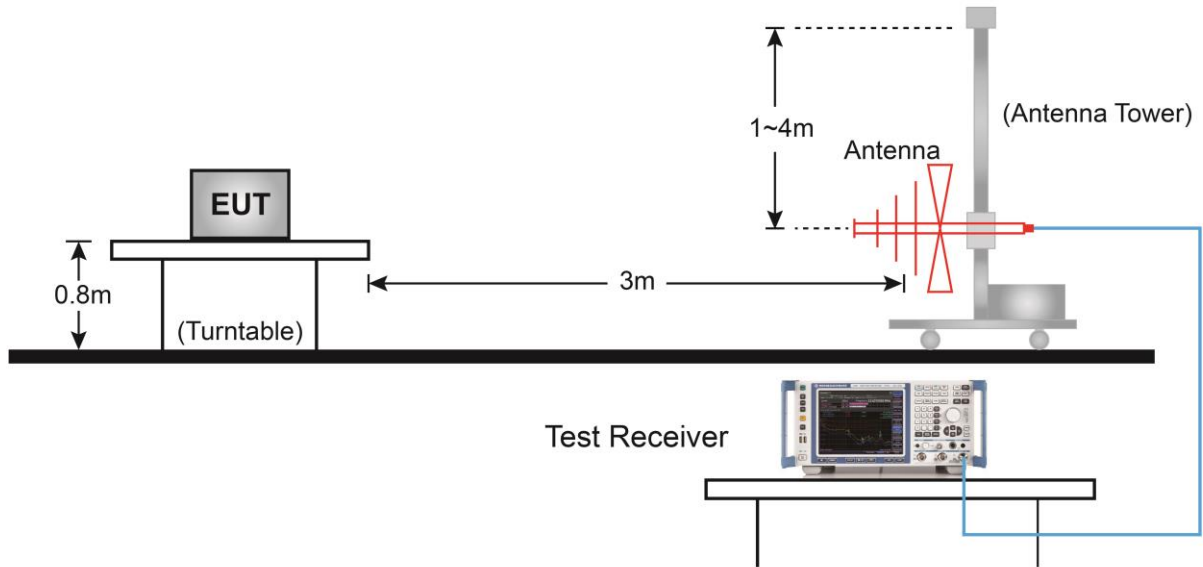 1~4m
(Antenna Tower)
Antenna
EUT
0.8m
3m
(Turntable)
Test Receiver